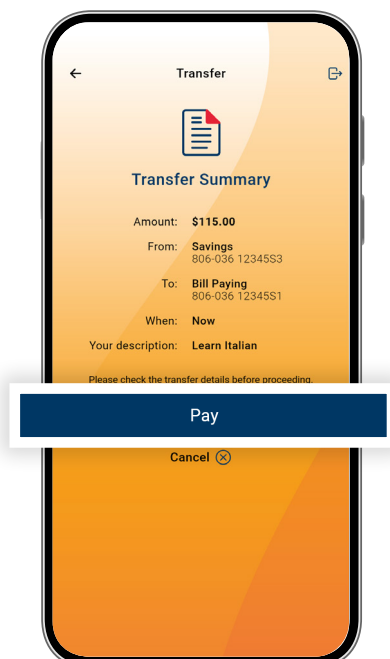 Transfer
Transfer Summary
Amount: $115.00
From: Savings
806-036 12345S3
To: Bill Paying
806-036 12345S1
When: Now
Your description: Learn Italian
Please check the transfer details before proceeding.
Pay
Cancel